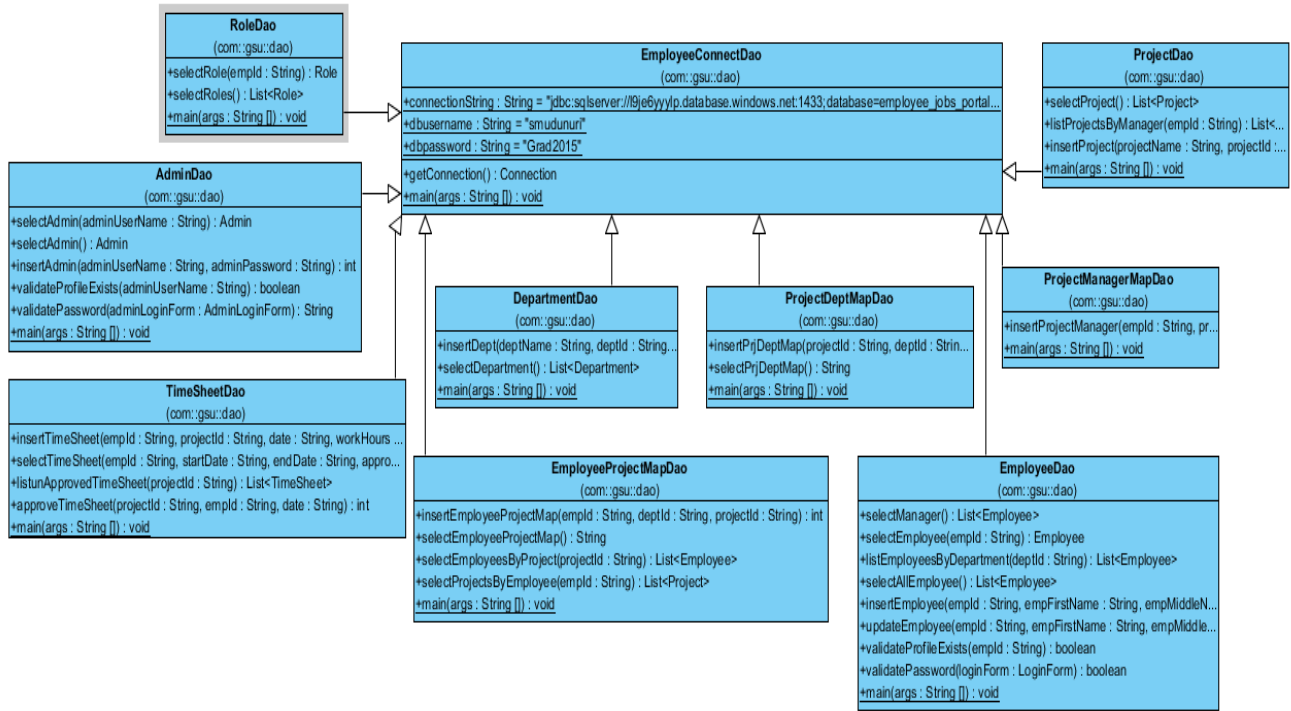 RoleDao
(com::gsu::dao)
+selectRole(empId : String) : Role
+selectRoles() : List<Role>
+main(args : String []) : void
EmployeeConnectDao
(com::gsu::dao)
+connectionString : String = "jdbc:sqlserver://l9je6yyylp.database.windows.net:1433;database=employee_jobs_portal...
+dbusername : String = "smudunuri"
+dbpassword : String = "Grad2015"
+getConnection() : Connection
+main(args : String []) : void
ProjectDao
(com::gsu::dao)
+selectProject() : List<Project>
+listProjectsByManager(empId : String) : List<...
+insertProject(projectName : String, projectId :...
+main(args : String []) : void
AdminDao
(com::gsu::dao)
+selectAdmin(adminUserName : String) : Admin
+selectAdmin() : Admin
+insertAdmin(adminUserName : String, adminPassword : String) : int
+validateProfileExists(adminUserName : String) : boolean
+validatePassword(adminLoginForm : AdminLoginForm) : String
+main(args : String []) : void
DepartmentDao
(com::gsu::dao)
+insertDept(deptName : String, deptId : String...
+selectDepartment() : List<Department>
+main(args : String []) : void
ProjectDeptMapDao
(com::gsu::dao)
+insertPrjDeptMap(projectId : String, deptId : Strin...
+selectPrjDeptMap() : String
+main(args : String []) : void
ProjectManagerMapDao
(com::gsu::dao)
+insertProjectManager(empId : String, pr...
+main(args : String []) : void
TimeSheetDao
(com::gsu::dao)
+insertTimeSheet(empId : String, projectId : String, date : String, workHours ...
+selectTimeSheet(empId : String, startDate : String, endDate : String, appro...
+listunApprovedTimeSheet(projectId : String) : List<TimeSheet>
+approveTimeSheet(projectId : String, empId : String, date : String) : int
+main(args : String []) : void
EmployeeProjectMapDao
(com::gsu::dao)
+insertEmployeeProjectMap(empId : String, deptId : String, projectId : String) : int
+selectEmployeeProjectMap() : String
+selectEmployeesByProject(projectId : String) : List<Employee>
+selectProjectsByEmployee(empId : String) : List<Project>
+main(args : String []) : void
EmployeeDao
(com::gsu::dao)
+selectManager() : List<Employee>
+selectEmployee(empId : String) : Employee
+listEmployeesByDepartment(deptId : String) : List<Employee>
+selectAllEmployee() : List<Employee>
+insertEmployee(empId : String, empFirstName : String, empMiddleN...
+updateEmployee(empId : String, empFirstName : String, empMiddle...
+validateProfileExists(empId : String) : boolean
+validatePassword(loginForm : LoginForm) : boolean
+main(args : String []) : void